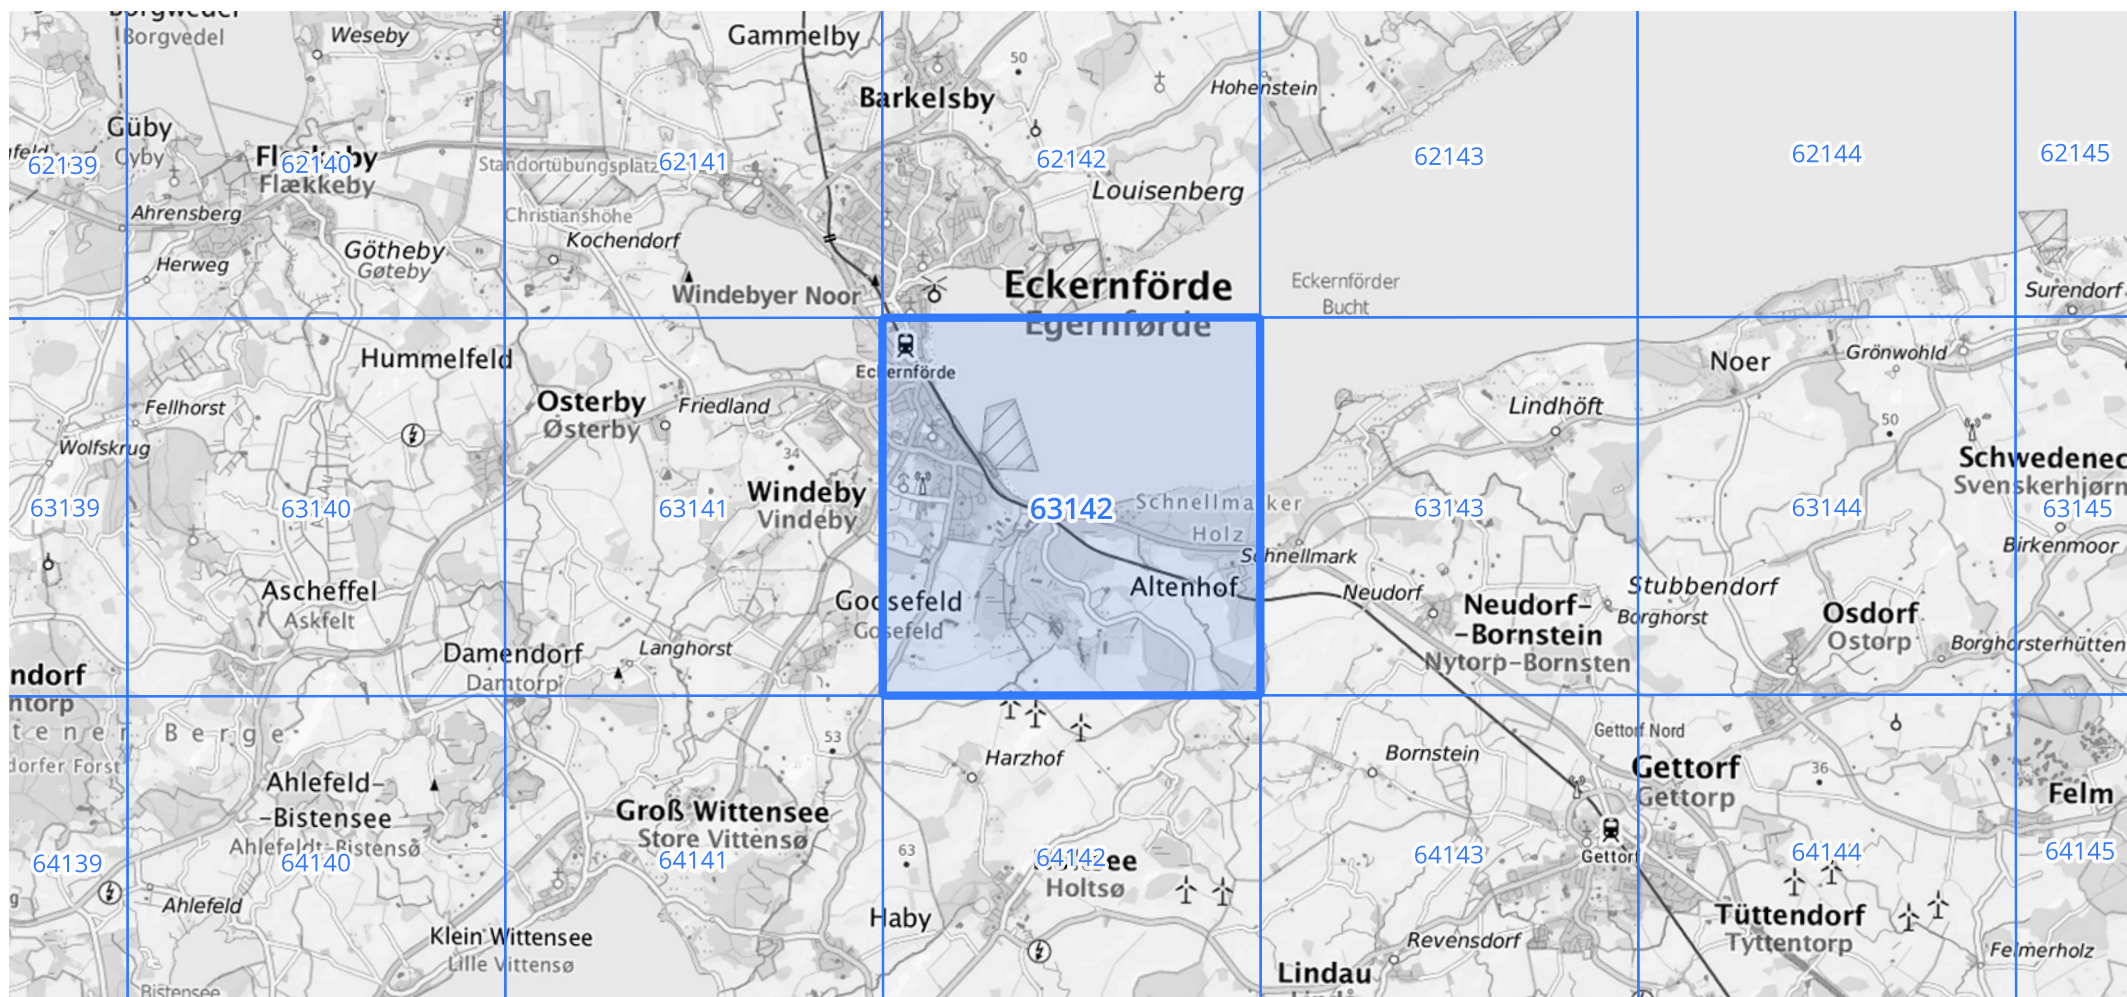 Borgwedel
Borgvedel
Weseby
Gammelby
50
Hohenstein
Barkelsby
Güby
Flækkeby
62139
62140
62141
62142
62143
62144
62145
Standortübungsplatz
Louisenberg
Ahrensberg
Christianshöhe
Kochendorf
Götheby
Gøteby
Herweg
Windebyer Noor
Eckernförde
Egernførde
Eckernförder
Bucht
Surendorf
Hummelfeld
Eckernförde
Noer
Grönwohld
Fellhorst
Osterby
Østerby
Friedland
Lindhöft
50
Wolfskrug
34
Windeby
Vindeby
Schwedenec
Svenskerhjørn
63139
63140
63141
63142
63143
63144
63145
Schnellmarker
Holz
Schnellmark
Birkenmoor
Altenhof
Neudorf
Stubbendorf
Ascheffel
Askfelt
Goosefeld
Gosefeld
Neudorf-
-Bornstein
Nytorp-Bornsten
Borghorst
Osdorf
Ostorp
Borghorsterhütten
Damendorf
Damtorp
Langhorst
ndorf
ntorp
tener Berge
dorfer Forst
53
Harzhof
Bornstein
Gettorf Nord
Gettorf
Gettorp
36
Felm
Ahlefeld-
-Bistensee
Ahlefeldt-Bistensø
Groß Wittensee
Store Vittensø
64139
64140
64141
64142
64143
64144
64145
63
Holtsø
Gettorf
Ahlefeld
Haby
Tüttendorf
Tyttentorp
Klein Wittensee
Lille Vittensø
Revensdorf
Felmerholz
Lindau
Bistensee